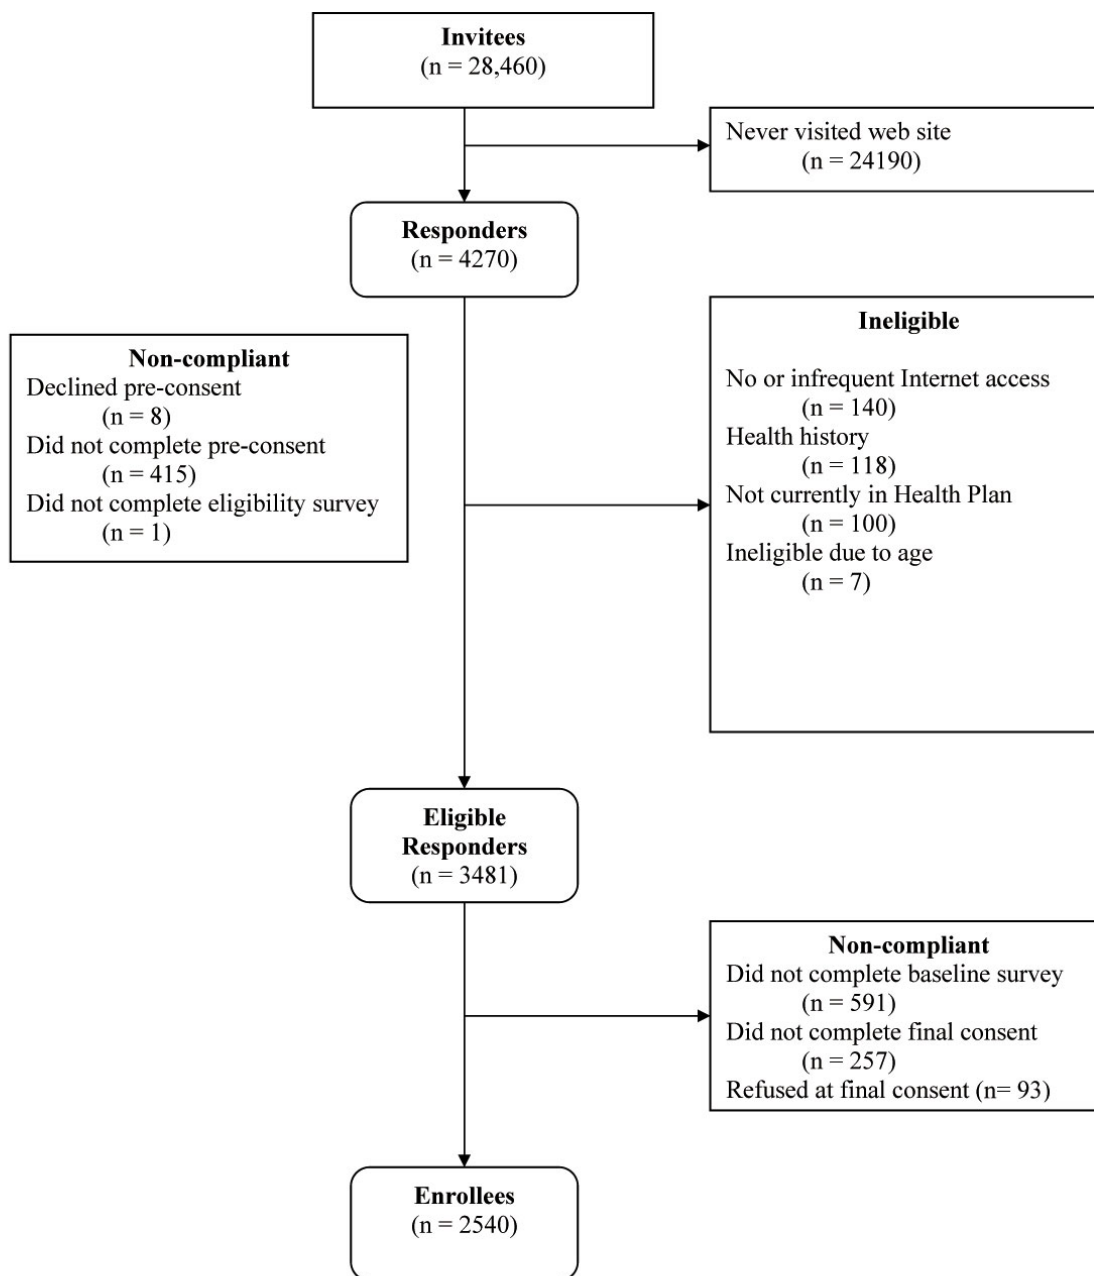 Invitees
(n = 28,460)
Never visited web site
(n = 24190)
Responders
(n = 4270)
Non-compliant
Declined pre-consent
(n = 8)
Did not complete pre-consent
(n = 415)
Did not complete eligibility survey
(n = 1)
Ineligible
No or infrequent Internet access
(n = 140)
Health history
(n = 118)
Not currently in Health Plan
(n = 100)
Ineligible due to age
(n = 7)
Eligible
Responders
(n = 3481)
Non-compliant
Did not complete baseline survey
(n = 591)
Did not complete final consent
(n = 257)
Refused at final consent (n= 93)
Enrollees
(n = 2540)